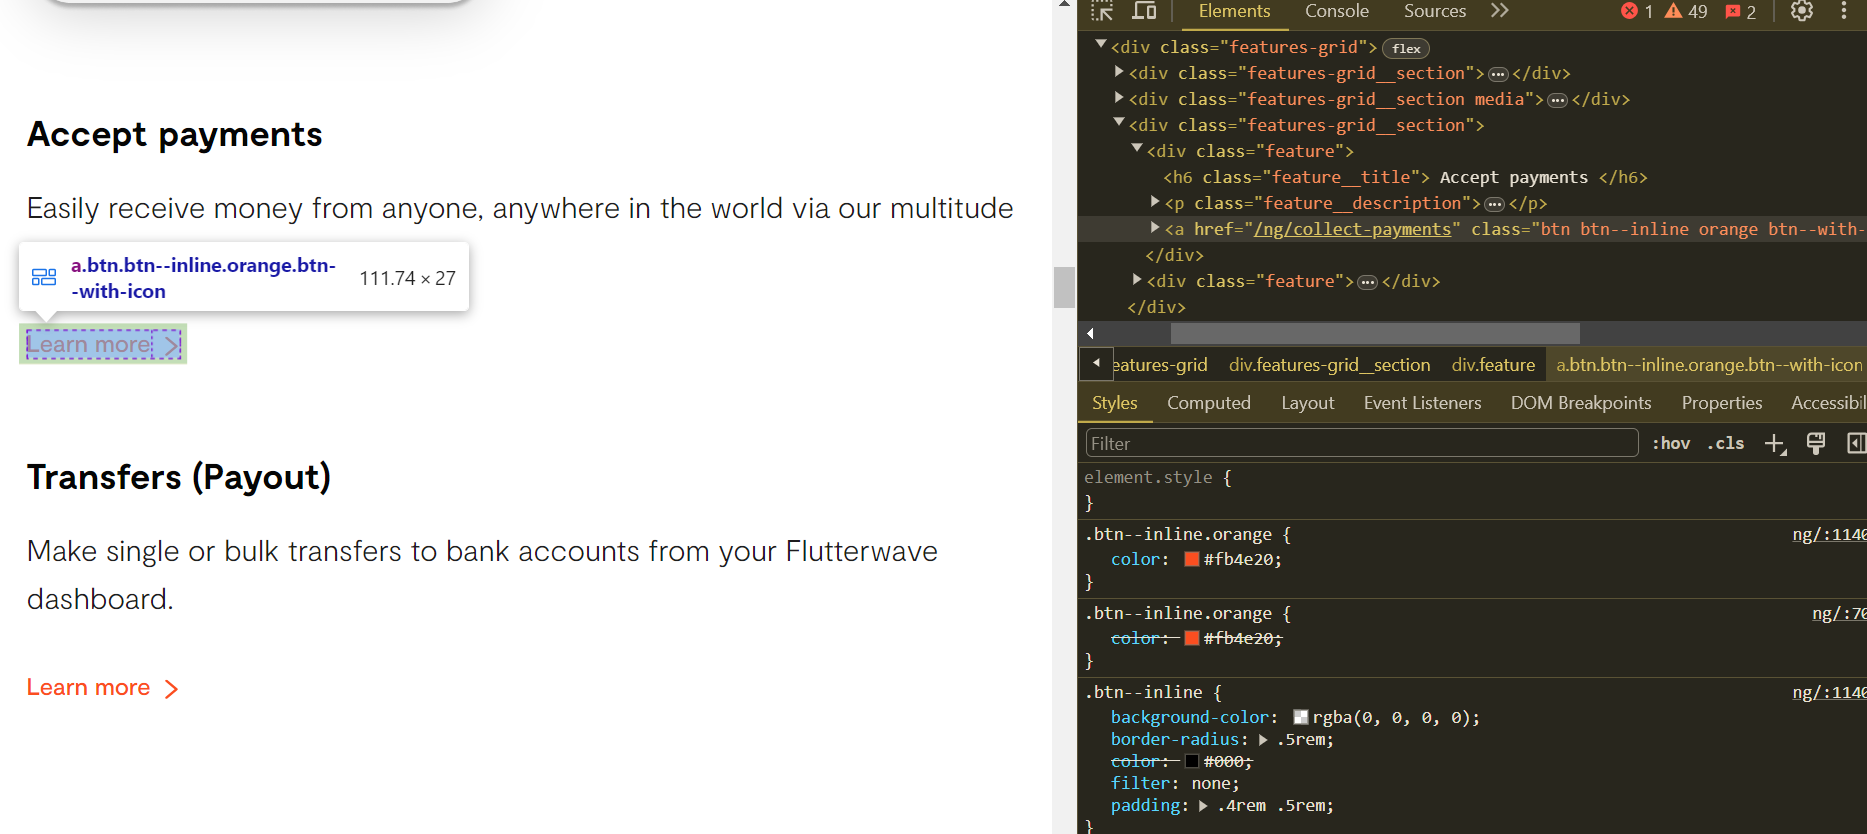 Accept payments
Easily receive money from anyone, anywhere in the world via our multitude
a.btn.btn--inline.orange.btn-
-with-icon
111.74 × 27
Learn more
Transfers (Payout)
Make single or bulk transfers to bank accounts from your Flutterwave
dashboard.
Learn more
Elements Console Sources 1 49 2
<div class="features-grid"> flex
<div class="features-grid__section"> ... </div>
<div class="features-grid__section media"> ... </div>
<div class="features-grid__section">
<div class="feature">
<h6 class="feature__title"> Accept payments </h6>
<p class="feature__description"> ... </p>
<a href="/ng/collect-payments" class="btn btn--inline orange btn--with-
</div>
<div class="feature"> ... </div>
</div>
eatures-grid div.features-grid__section div.feature a.btn.btn--inline.orange.btn--with-icon
Styles Computed Layout Event Listeners DOM Breakpoints Properties Accessibil
Filter :hov .cls
element.style {
}
.btn--inline.orange { ng/:1140
color: #fb4e20;
}
.btn--inline.orange { ng/:70
color: #fb4e20;
}
.btn--inline { ng/:1140
background-color: rgba(0, 0, 0, 0);
border-radius: .5rem;
color: #000;
filter: none;
padding: .4rem .5rem;
}